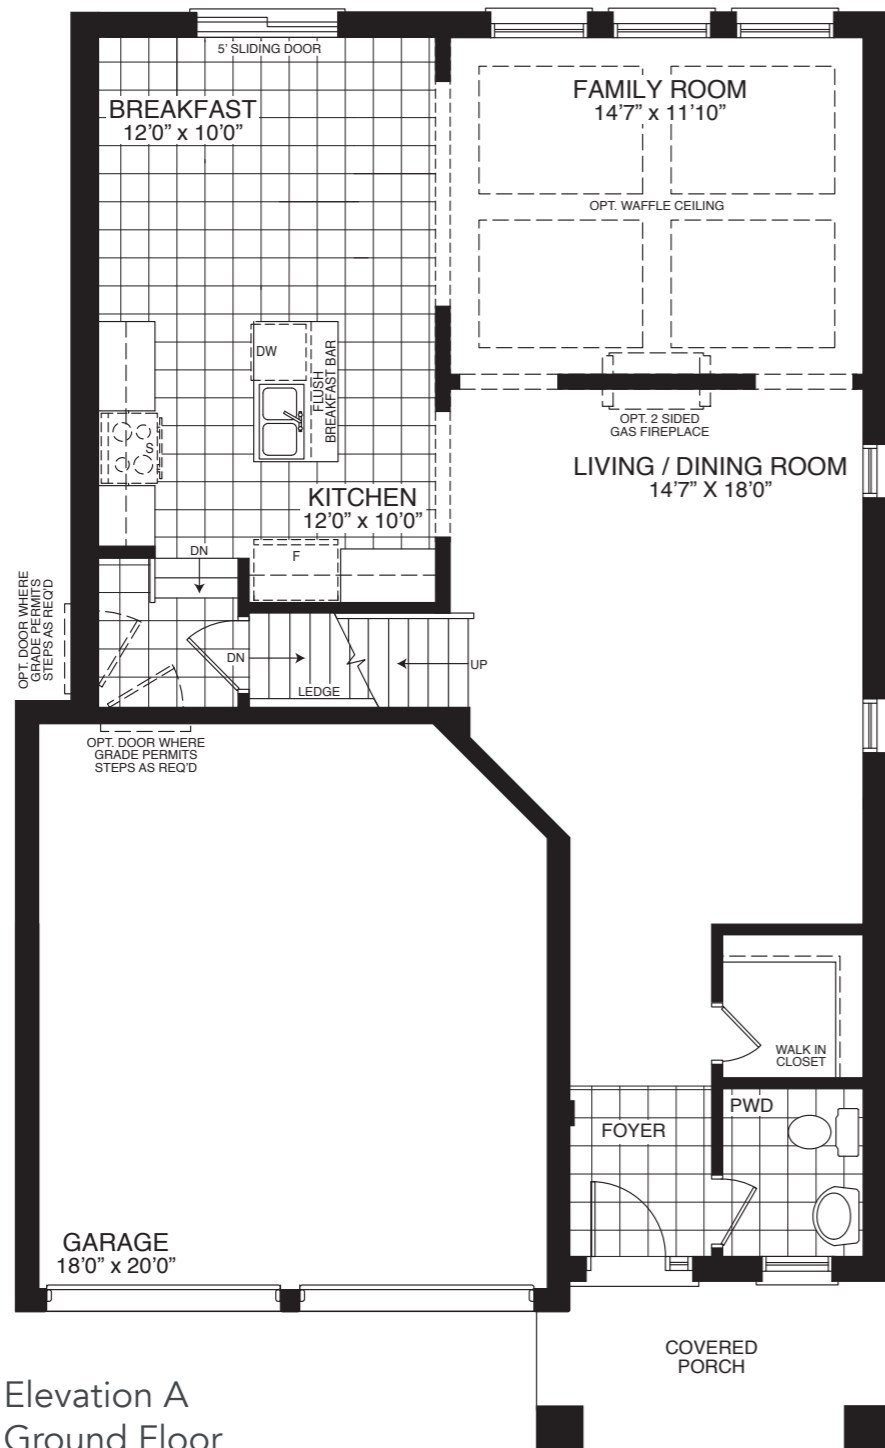 5' SLIDING DOOR
BREAKFAST
12'0” x 10'0”
FAMILY ROOM
14'7” x 11'10”
OPT. WAFFLE CEILING
DW
FLUSH
BREAKFAST BAR
S
OPT. 2 SIDED
GAS FIREPLACE
LIVING / DINING ROOM
14'7” X 18'0”
KITCHEN
12'0” x 10'0”
DN
F
OPT. DOOR WHERE
GRADE PERMITS
STEPS AS REQ'D
DN
LEDGE
UP
OPT. DOOR WHERE
GRADE PERMITS
STEPS AS REQ'D
WALK IN
CLOSET
PWD
FOYER
GARAGE
18'0” x 20'0”
COVERED
PORCH
Elevation A
Ground Floor